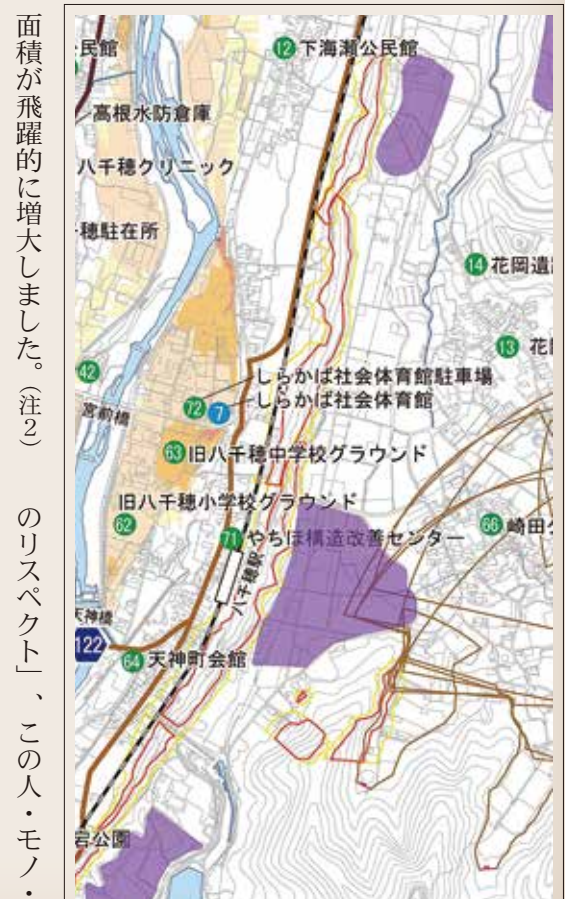 面積が飛躍的に増大しました。（注2）
のリスペクト」、この人・モノ・
民館
12 下海瀬公民館
高根水防倉庫
八千穂クリニック
穂駐在所
14 花岡遺
13 花
42
宮前橋
しらかば社会体育館駐車場
72 7 しらかば社会体育館
63 旧八千穂中学校グラウンド
旧八千穂小学校グラウンド
62
71 やちほ構造改善センター
66 崎田
八千穂駅
天神橋
122
64 天神町会館
宕公園